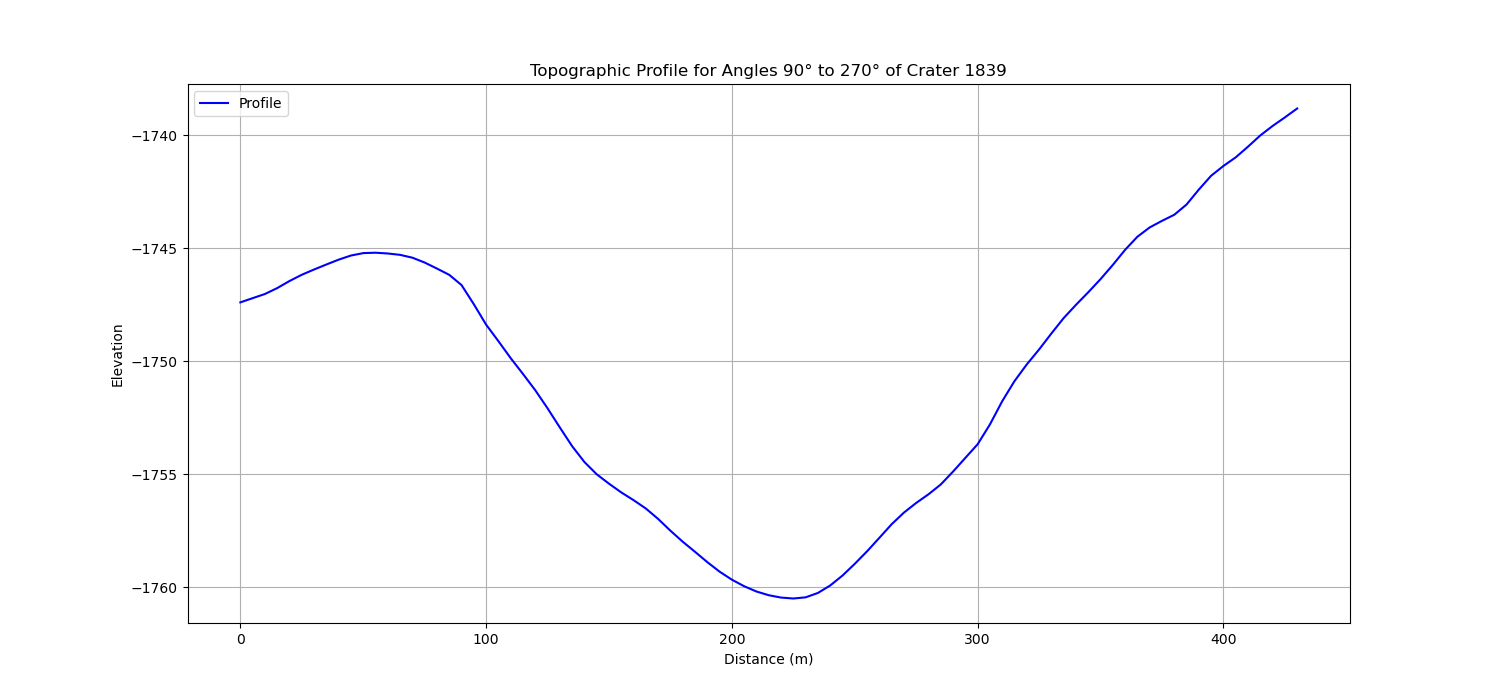 Topographic Profile for Angles 90° to 270° of Crater 1839
Profile
−1740
−1745
−1750
−1755
−1760
Elevation
0
100
200
300
400
Distance (m)